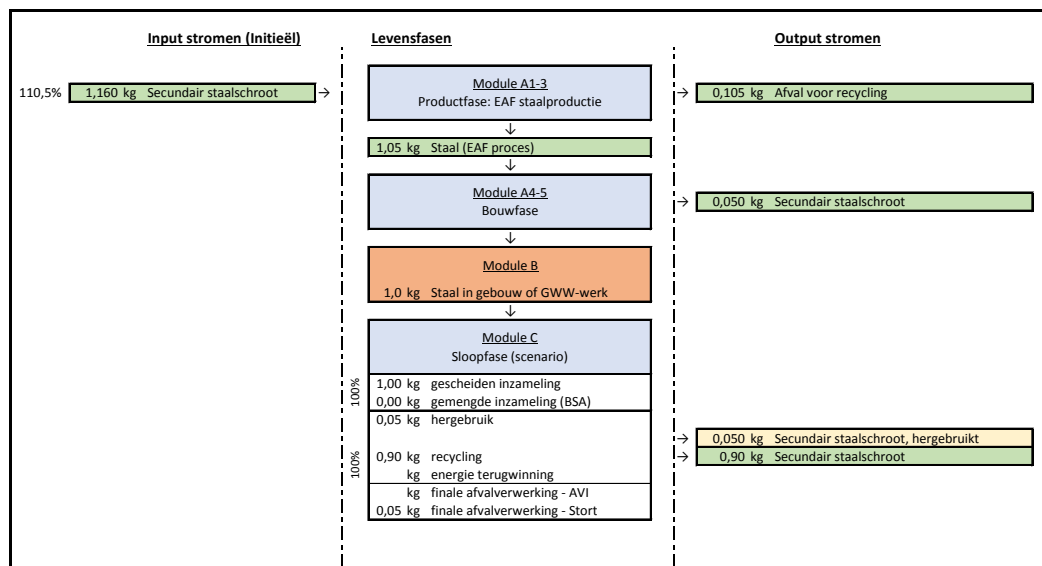 Input stromen (Initieël) Levensfasen Output stromen
110,5% 1,160 kg Secundair staalschroot → Module A1-3 → 0,105 kg Afval voor recycling
Productfase: EAF staalproductie
↓
1,05 kg Staal (EAF proces)
↓
Module A4-5 → 0,050 kg Secundair staalschroot
Bouwfase
↓
Module B
1,0 kg Staal in gebouw of GWW-werk
↓
Module C
Sloopfase (scenario)
100%
1,00 kg gescheiden inzameling
0,00 kg gemengde inzameling (BSA)
0,05 kg hergebruik
→ 0,050 kg Secundair staalschroot, hergebruikt
100%
0,90 kg recycling → 0,90 kg Secundair staalschroot
kg energie terugwinning
kg finale afvalverwerking - AVI
0,05 kg finale afvalverwerking - Stort